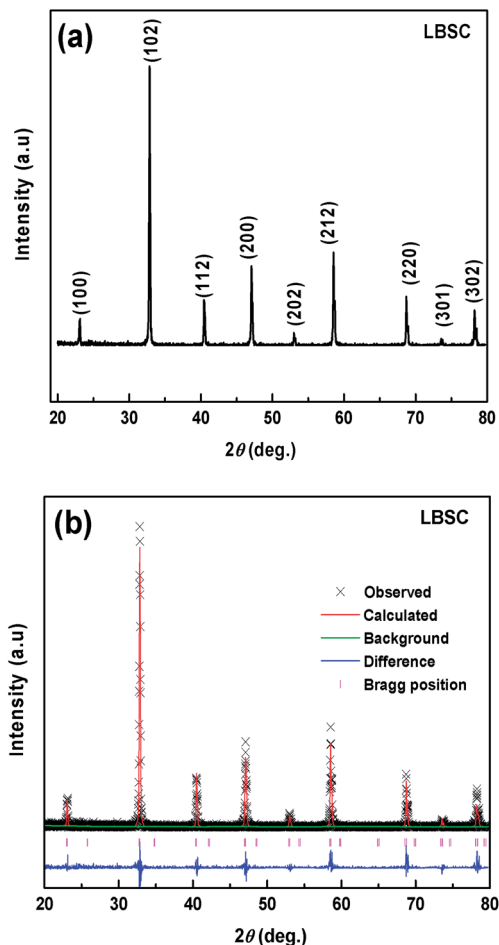 (a)
LBSC
Intensity (a.u)
(100)
(102)
(112)
(200)
(202)
(212)
(220)
(301)
(302)
20 30 40 50 60 70 80
2θ (deg.)
(b)
LBSC
Intensity (a.u)
Observed
Calculated
Background
Difference
Bragg position
20 30 40 50 60 70 80
2θ (deg.)